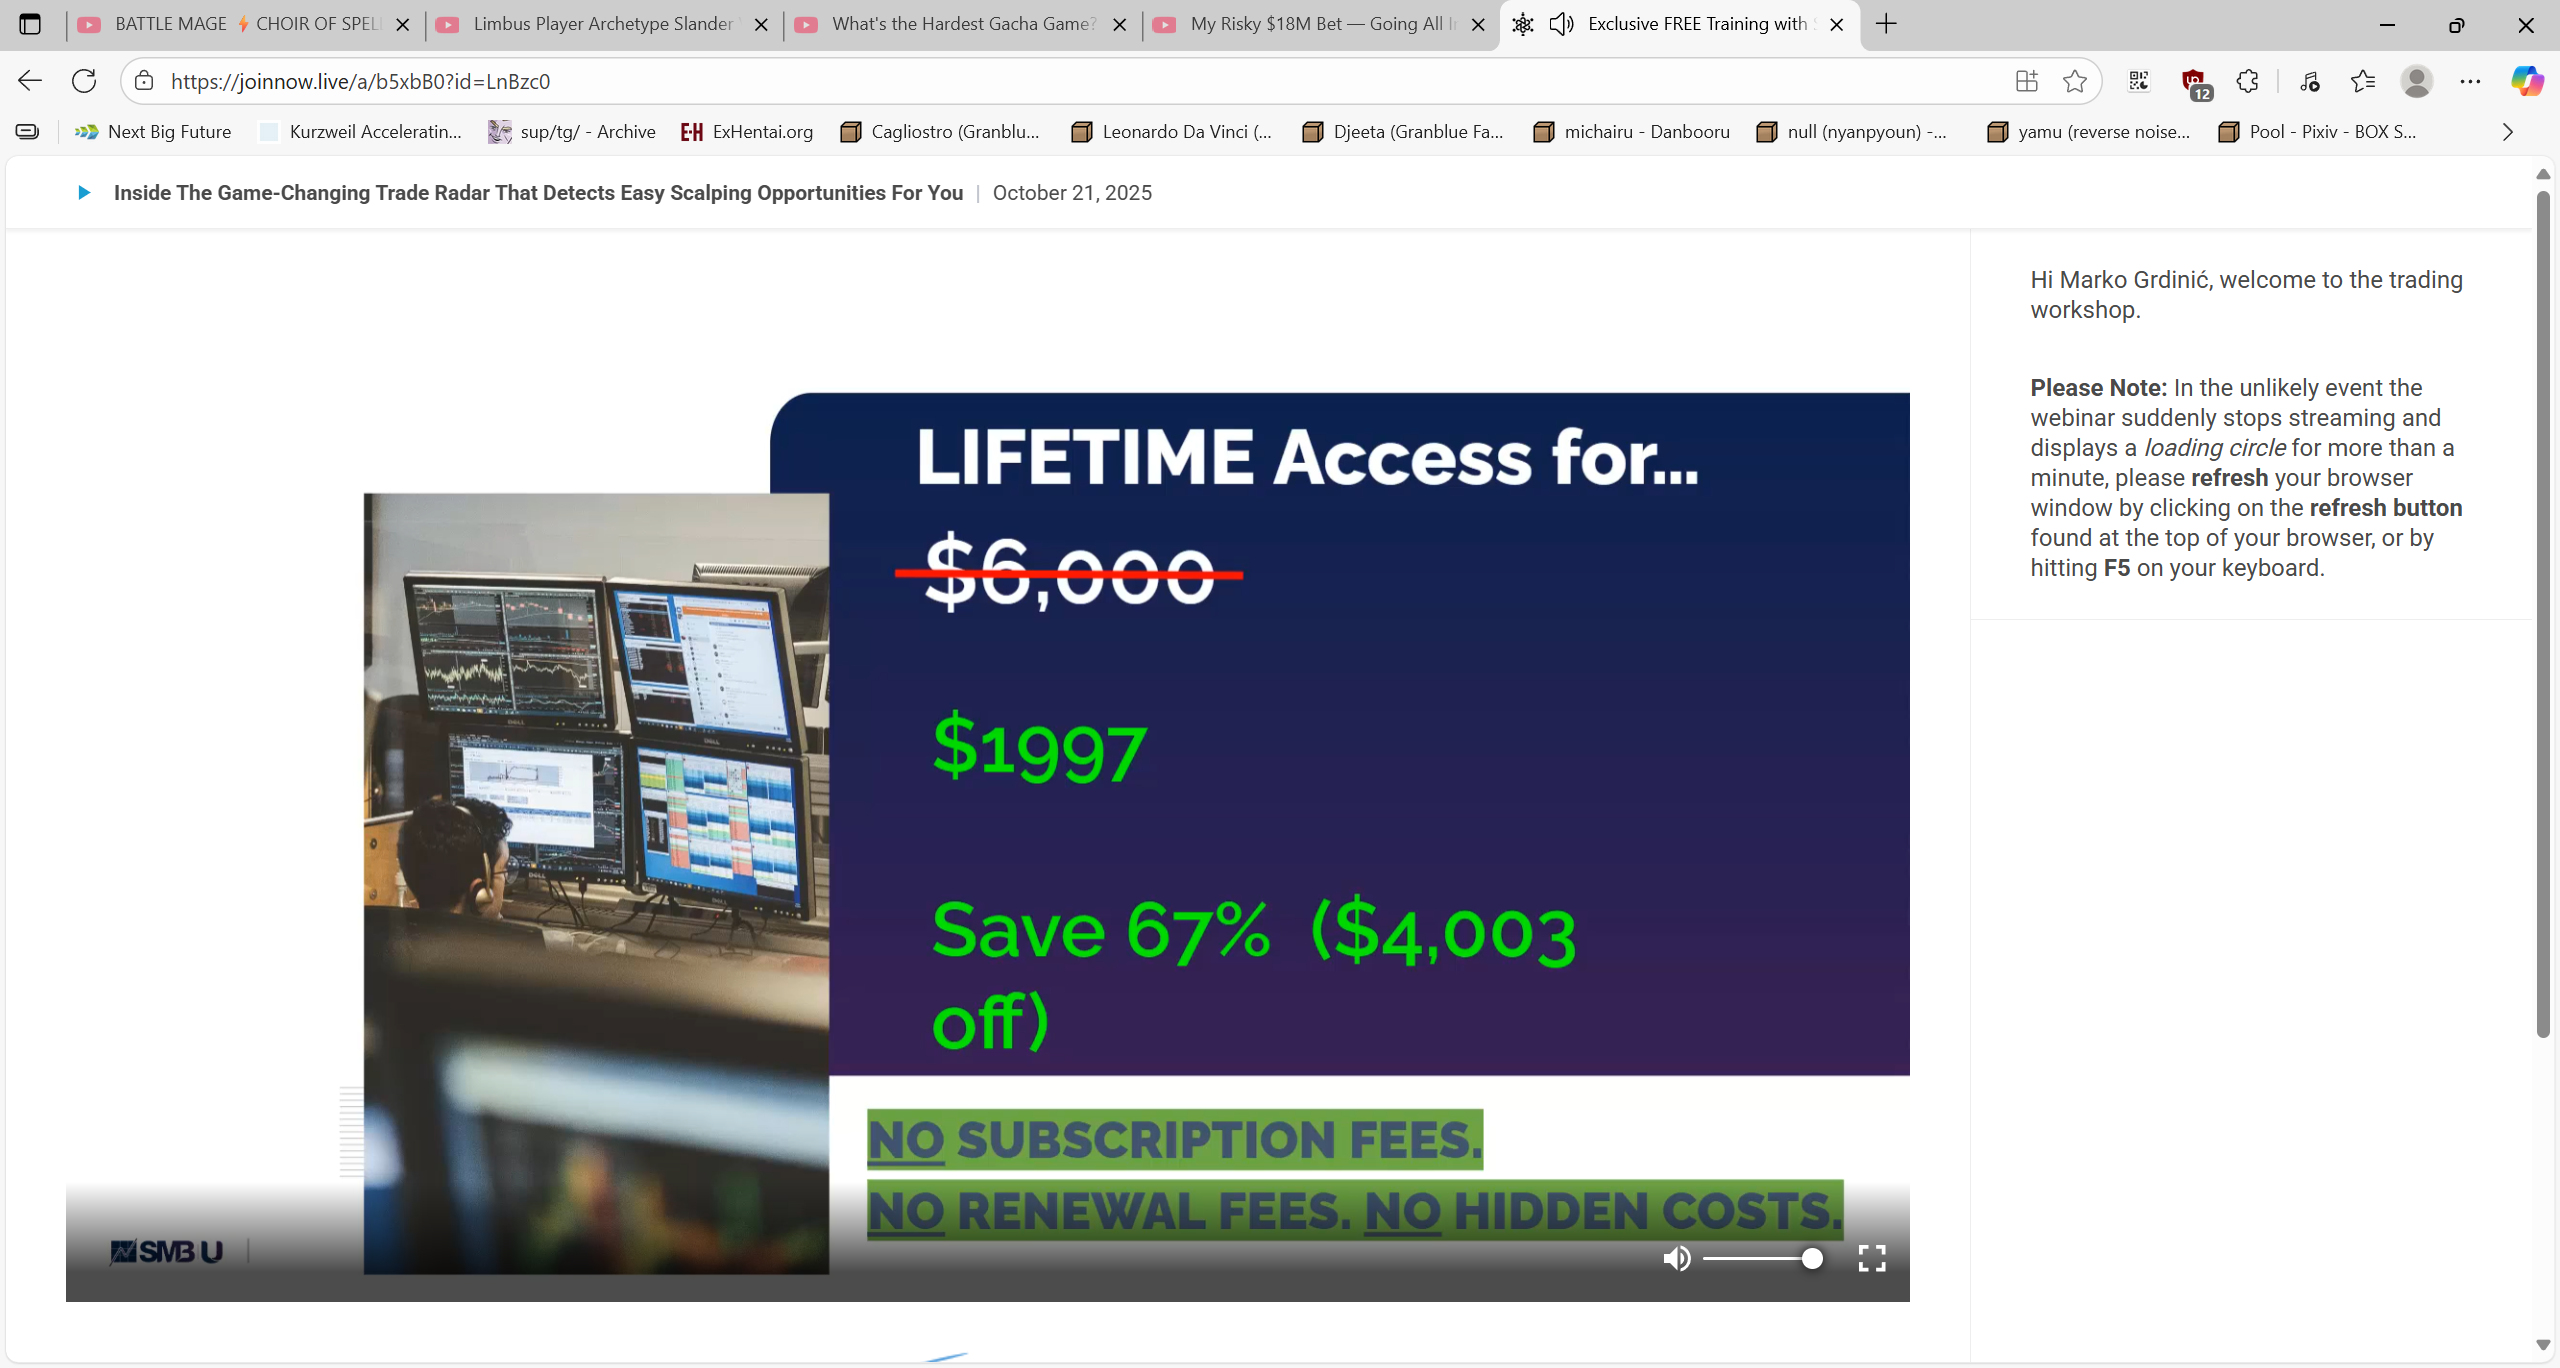 BATTLE MAGE ⚡ CHOIR OF SPEL
Limbus Player Archetype Slander
What's the Hardest Gacha Game?
My Risky $18M Bet — Going All I
Exclusive FREE Training with
https://joinnow.live/a/b5xbB0?id=LnBzc0
12
Next Big Future
Kurzweil Acceleratin...
sup/tg/ - Archive
E-H ExHentai.org
Cagliostro (Granblu...
Leonardo Da Vinci (...
Djeeta (Granblue Fa...
michairu - Danbooru
null (nyanpyoun) -...
yamu (reverse noise...
Pool - Pixiv - BOX S...
Inside The Game-Changing Trade Radar That Detects Easy Scalping Opportunities For You | October 21, 2025
LIFETIME Access for...
$6,000
$1997
Save 67% ($4,003
off)
NO SUBSCRIPTION FEES.
NO RENEWAL FEES. NO HIDDEN COSTS.
SMB U
Hi Marko Grdinić, welcome to the trading
workshop.
Please Note: In the unlikely event the
webinar suddenly stops streaming and
displays a loading circle for more than a
minute, please refresh your browser
window by clicking on the refresh button
found at the top of your browser, or by
hitting F5 on your keyboard.